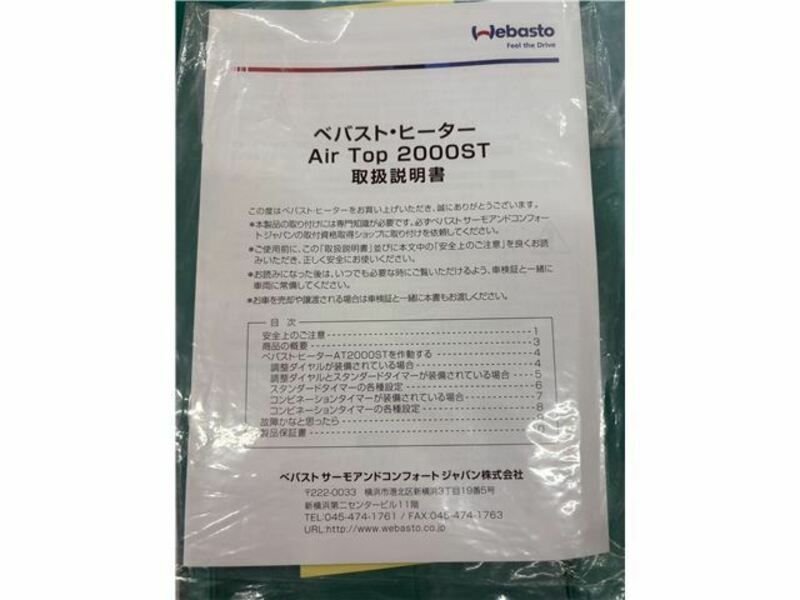 Webasto
Feel the Drive
ベバスト・ヒーター
Air Top 2000ST
取扱説明書
この度はベバスト・ヒーターをお買い上げいただき、誠にありがとうございます。
*本製品の取り付けには専門知識が必要です。必ずベバスト サーモアンドコンフォー
トジャパンの取付資格取得ショップに取り付けを依頼してください。
*ご使用前に、この「取扱説明書」並びに本文中の「安全上のご注意」を良くお読
みいただき、正しく安全にお使いください。
*お読みになった後は、いつでも必要な時にご覧いただけるよう、車検証と一緒に
車両に常備してください。
*お車を売却や譲渡される場合は車検証と一緒に本書もお渡しください。
目 次
安全上のご注意 1
商品の概要 3
ベバスト・ヒーターAT2000STを作動する 4
調整ダイヤルが装備されている場合 4
調整ダイヤルとスタンダードタイマーが装備されている場合 5
スタンダードタイマーの各種設定 6
コンビネーションタイマーが装備されている場合 7
コンビネーションタイマーの各種設定 8
故障かなと思ったら
製品保証書
ベバスト サーモアンドコンフォート ジャパン株式会社
〒222-0033 横浜市港北区新横浜3丁目19番5号
新横浜第二センタービル11階
TEL:045-474-1761 / FAX:045-474-1763
URL:http://www.webasto.co.jp